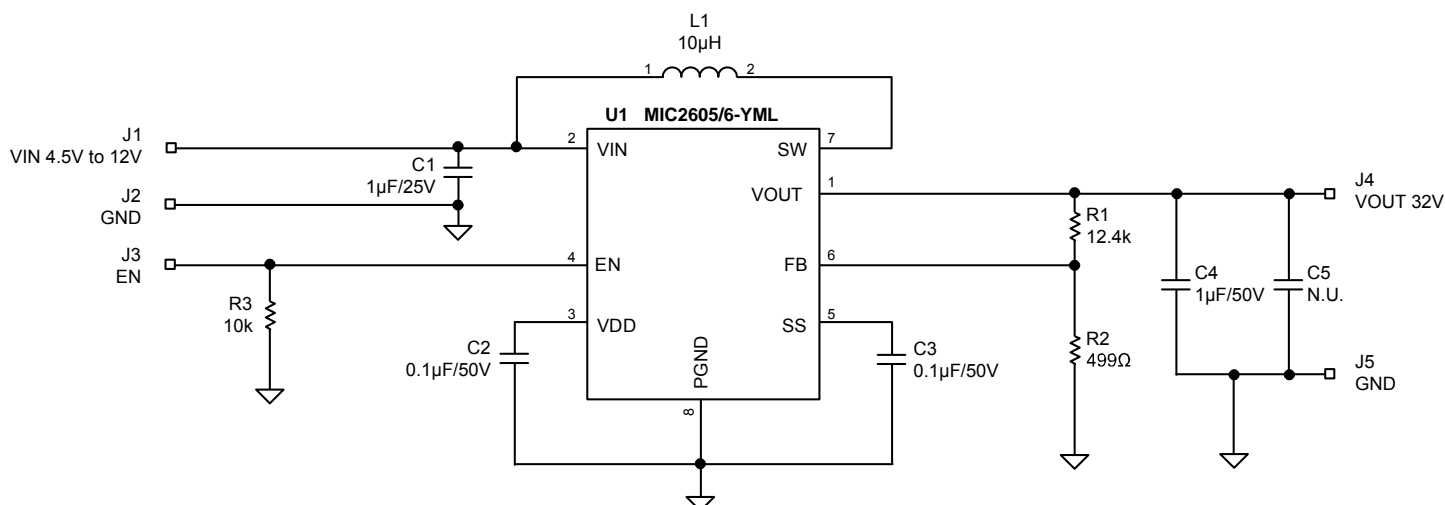 L1
10µH
1 2
U1 MIC2605/6-YML
J1
VIN 4.5V to 12V
2 VIN
SW 7
C1
1µF/25V
J2
GND
VOUT 1
J4
VOUT 32V
R1
12.4k
J3
EN
4 EN
FB 6
C4
1µF/50V
C5
N.U.
R3
10k
3 VDD
SS 5
R2
499Ω
C2
0.1µF/50V
PGND
8
C3
0.1µF/50V
J5
GND